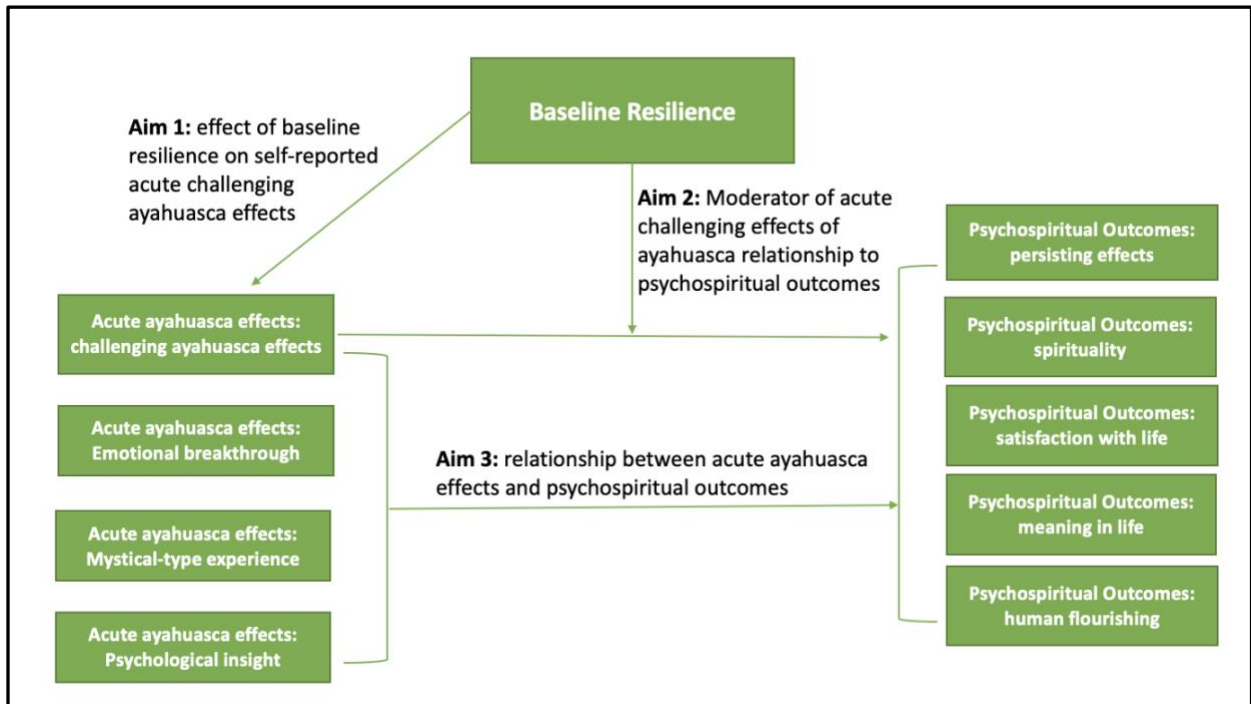 Baseline Resilience
Aim 1: effect of baseline
resilience on self-reported
acute challenging
ayahuasca effects
Aim 2: Moderator of acute
challenging effects of
ayahuasca relationship to
psychospiritual outcomes
Acute ayahuasca effects:
challenging ayahuasca effects
Acute ayahuasca effects:
Emotional breakthrough
Acute ayahuasca effects:
Mystical-type experience
Acute ayahuasca effects:
Psychological insight
Aim 3: relationship between acute ayahuasca
effects and psychospiritual outcomes
Psychospiritual Outcomes:
persisting effects
Psychospiritual Outcomes:
spirituality
Psychospiritual Outcomes:
satisfaction with life
Psychospiritual Outcomes:
meaning in life
Psychospiritual Outcomes:
human flourishing